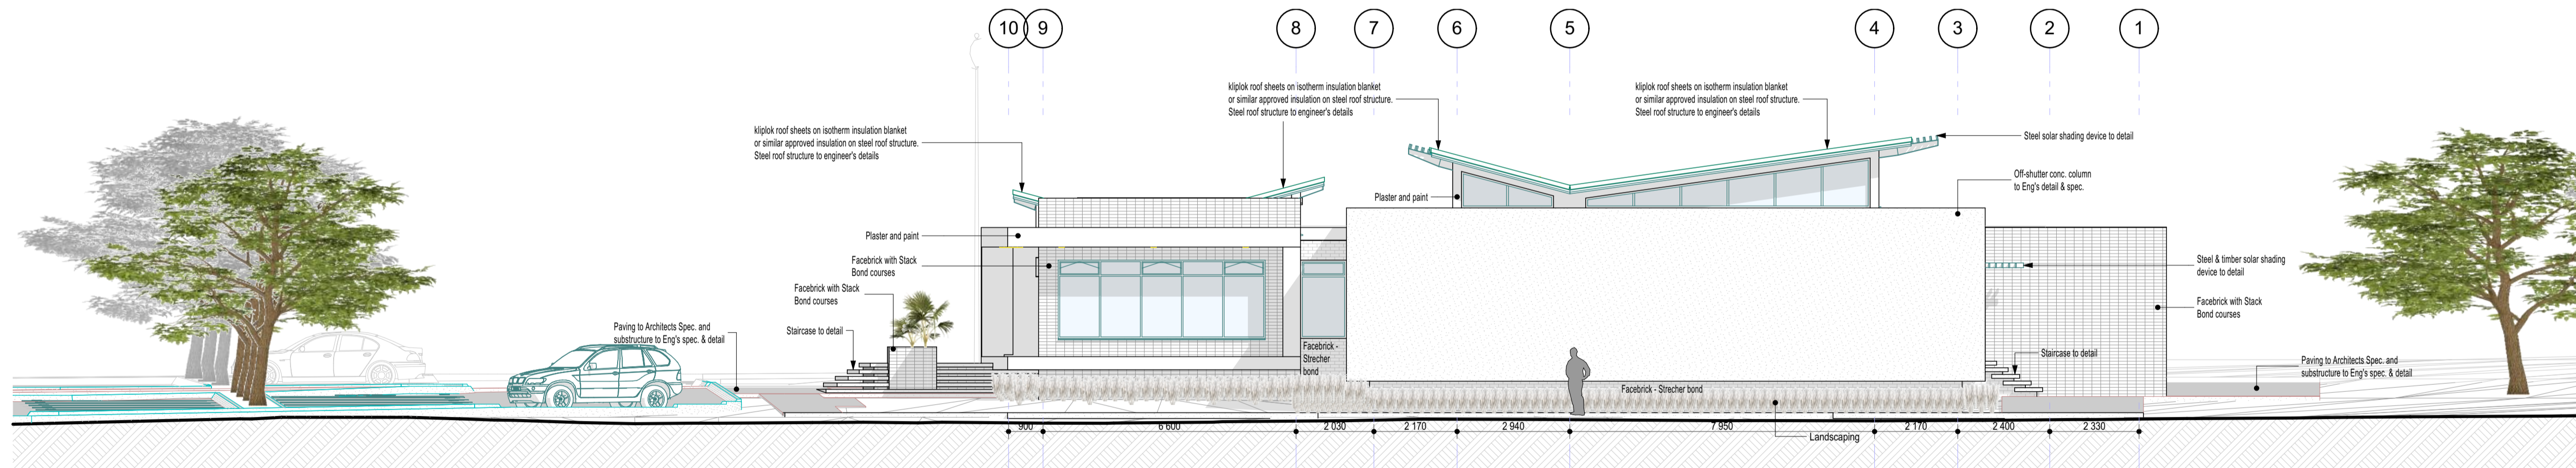 10
9
8
7
6
5
4
3
2
1
kliplok roof sheets on isotherm insulation blanket
or similar approved insulation on steel roof structure.
Steel roof structure to engineer's details
kliplok roof sheets on isotherm insulation blanket
or similar approved insulation on steel roof structure.
Steel roof structure to engineer's details
kliplok roof sheets on isotherm insulation blanket
or similar approved insulation on steel roof structure.
Steel roof structure to engineer's details
Steel solar shading device to detail
Off-shutter conc. column
to Eng's detail & spec.
Plaster and paint
Plaster and paint
Facebrick with Stack
Bond courses
Facebrick with Stack
Bond courses
Staircase to detail
Paving to Architects Spec. and
substructure to Eng's spec. & detail
Steel & timber solar shading
device to detail
Facebrick with Stack
Bond courses
Facebrick -
Strecher
bond
Staircase to detail
Paving to Architects Spec. and
substructure to Eng's spec. & detail
Facebrick - Strecher bond
900
6 600
2 030
2 170
2 940
7 950
2 170
2 400
2 330
Landscaping